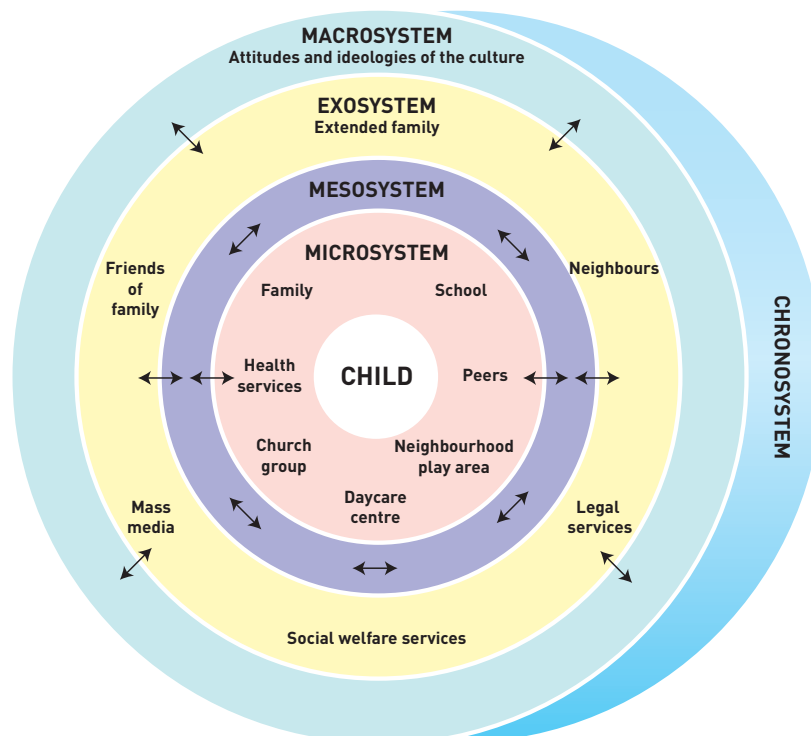 MACROSYSTEM
Attitudes and ideologies of the culture
EXOSYSTEM
Extended family
MESOSYSTEM
MICROSYSTEM
Friends
of
family
Neighbours
Family
School
Health
services
CHILD
Peers
Church
group
Neighbourhood
play area
Daycare
centre
Mass
media
Legal
services
Social welfare services
CHRONOSYSTEM